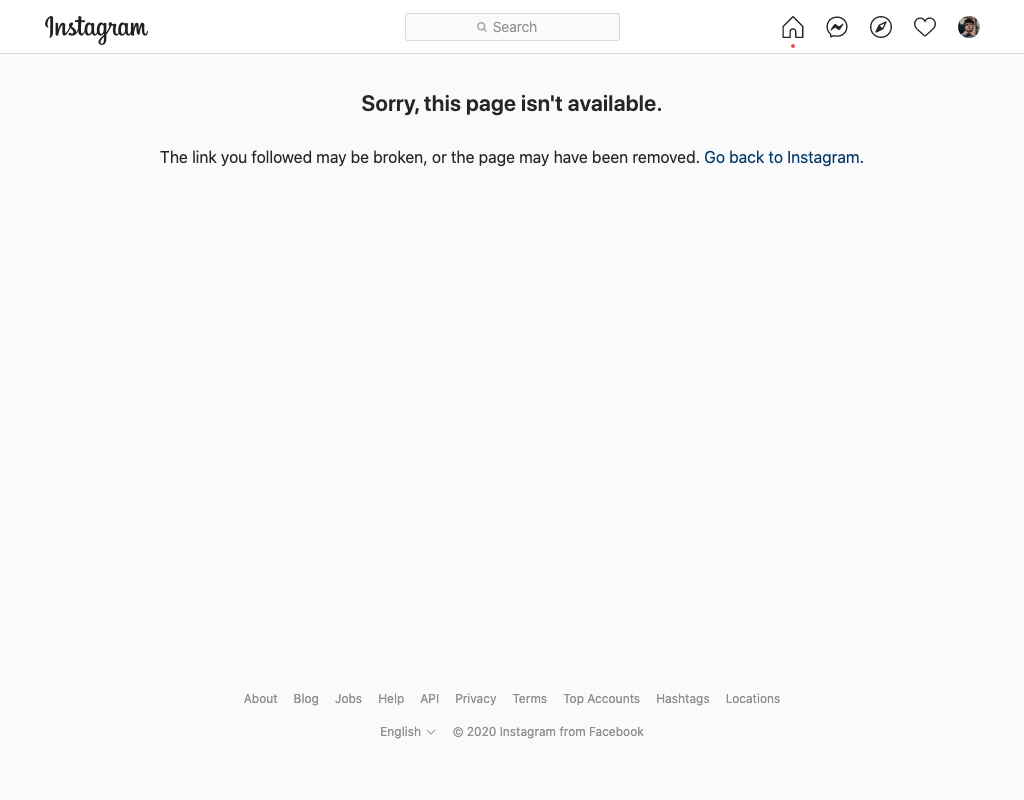 Instagram
Search
Sorry, this page isn't available.
The link you followed may be broken, or the page may have been removed. Go back to Instagram.
About Blog Jobs Help API Privacy Terms Top Accounts Hashtags Locations
English © 2020 Instagram from Facebook